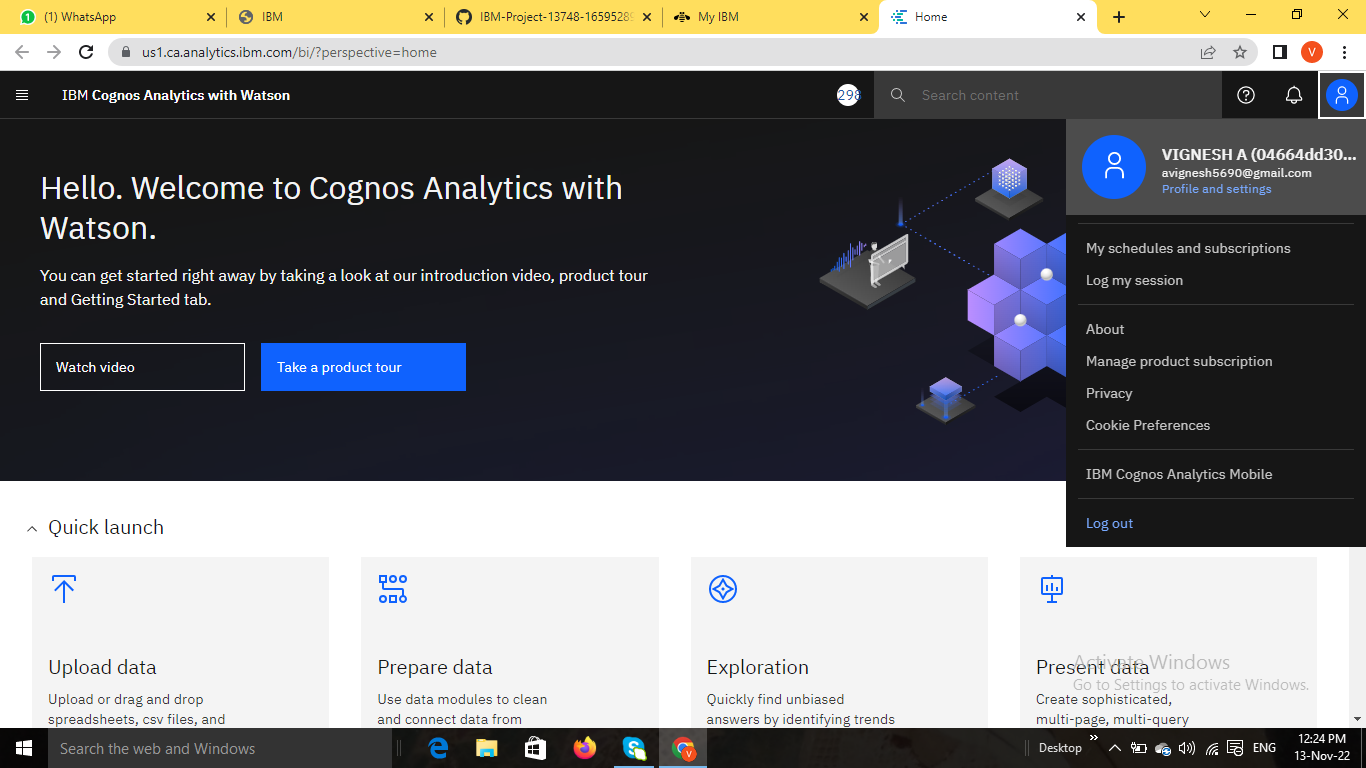 (1) WhatsApp
IBM
IBM-Project-13748-16595289
My IBM
Home
us1.ca.analytics.ibm.com/bi/?perspective=home
V
IBM Cognos Analytics with Watson
298
Search content
Hello. Welcome to Cognos Analytics with
Watson.
You can get started right away by taking a look at our introduction video, product tour
and Getting Started tab.
Watch video
Take a product tour
VIGNESH A (04664dd30...
avignesh5690@gmail.com
Profile and settings
My schedules and subscriptions
Log my session
About
Manage product subscription
Privacy
Cookie Preferences
IBM Cognos Analytics Mobile
Log out
Quick launch
Upload data
Upload or drag and drop
spreadsheets, csv files, and
Prepare data
Use data modules to clean
and connect data from
Exploration
Quickly find unbiased
answers by identifying trends
Present data
Create sophisticated,
multi-page, multi-query
Activate Windows
Go to Settings to activate Windows.
Search the web and Windows
Desktop
ENG
12:24 PM
13-Nov-22